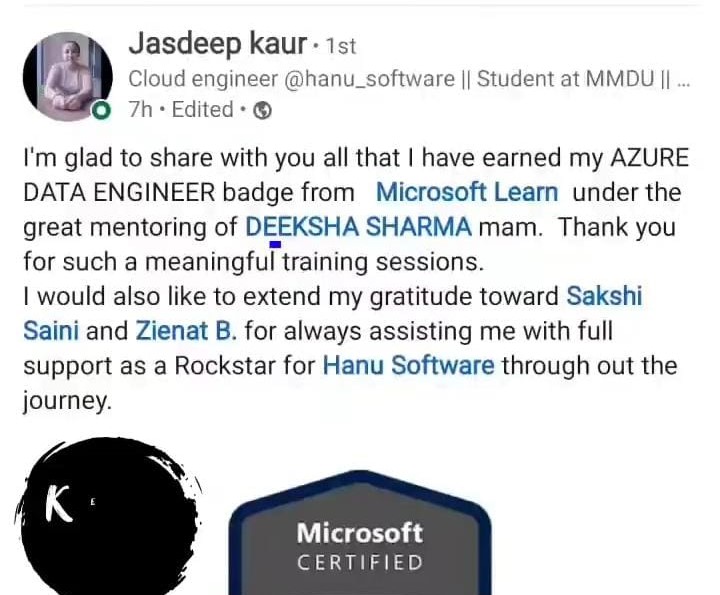 Jasdeep kaur · 1st
Cloud engineer @hanu_software || Student at MMDU || ...
7h • Edited •
I'm glad to share with you all that I have earned my AZURE
DATA ENGINEER badge from Microsoft Learn under the
great mentoring of DEEKSHA SHARMA mam. Thank you
for such a meaningful training sessions.
I would also like to extend my gratitude toward Sakshi
Saini and Zienat B. for always assisting me with full
support as a Rockstar for Hanu Software through out the
journey.
K E
Microsoft
CERTIFIED